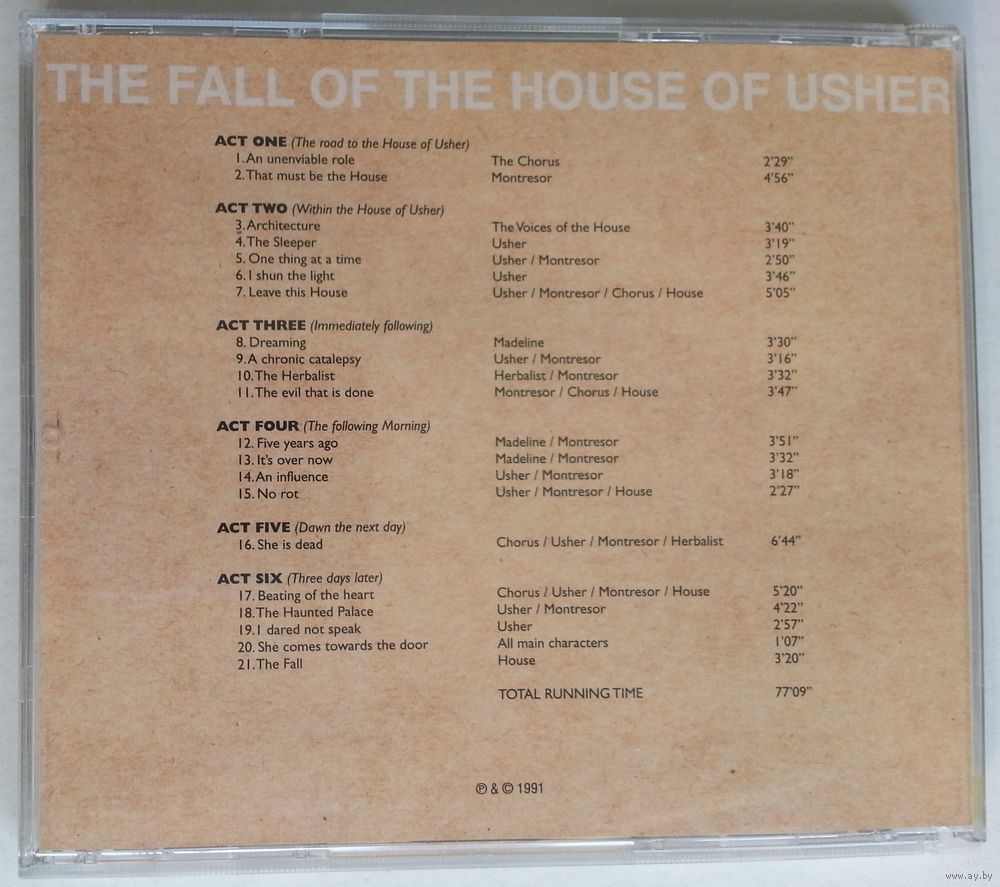 THE FALL OF THE HOUSE OF USHER
ACT ONE (The road to the House of Usher)
1. An unenviable role The Chorus 2'29"
2. That must be the House Montresor 4'56"
ACT TWO (Within the House of Usher)
3. Architecture The Voices of the House 3'40"
4. The Sleeper Usher 3'19"
5. One thing at a time Usher / Montresor 2'50"
6. I shun the light Usher 3'46"
7. Leave this House Usher / Montresor / Chorus / House 5'05"
ACT THREE (Immediately following)
8. Dreaming Madeline 3'30"
9. A chronic catalepsy Usher / Montresor 3'16"
10. The Herbalist Herbalist / Montresor 3'32"
11. The evil that is done Montresor / Chorus / House 3'47"
ACT FOUR (The following Morning)
12. Five years ago Madeline / Montresor 3'51"
13. It's over now Madeline / Montresor 3'32"
14. An influence Usher / Montresor 3'18"
15. No rot Usher / Montresor / House 2'27"
ACT FIVE (Dawn the next day)
16. She is dead Chorus / Usher / Montresor / Herbalist 6'44"
ACT SIX (Three days later)
17. Beating of the heart Chorus / Usher / Montresor / House 5'20"
18. The Haunted Palace Usher / Montresor 4'22"
19. I dared not speak Usher 2'57"
20. She comes towards the door All main characters 1'07"
21. The Fall House 3'20"
TOTAL RUNNING TIME 77'09"
℗ & © 1991
www.ay.by